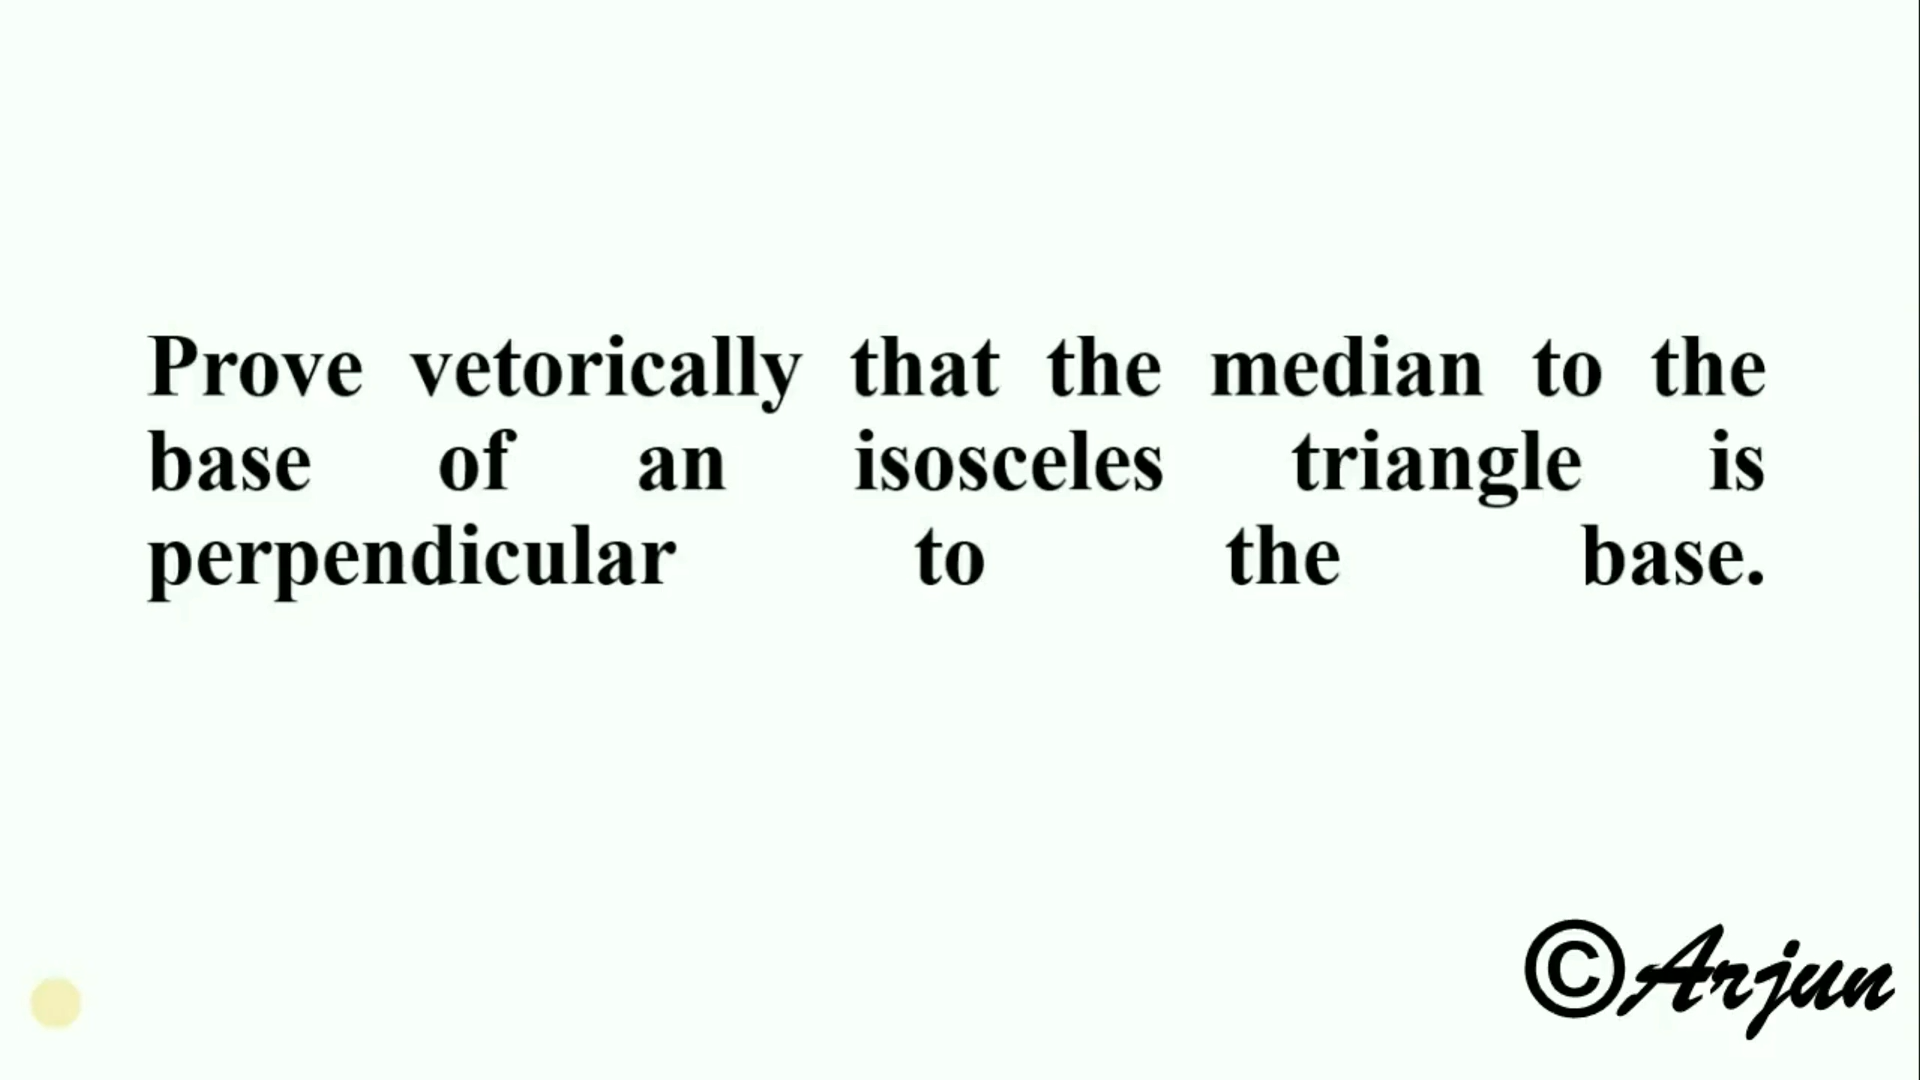 Prove vetorically that the median to the
base of an isosceles triangle is
perpendicular to the base.
©Arjun